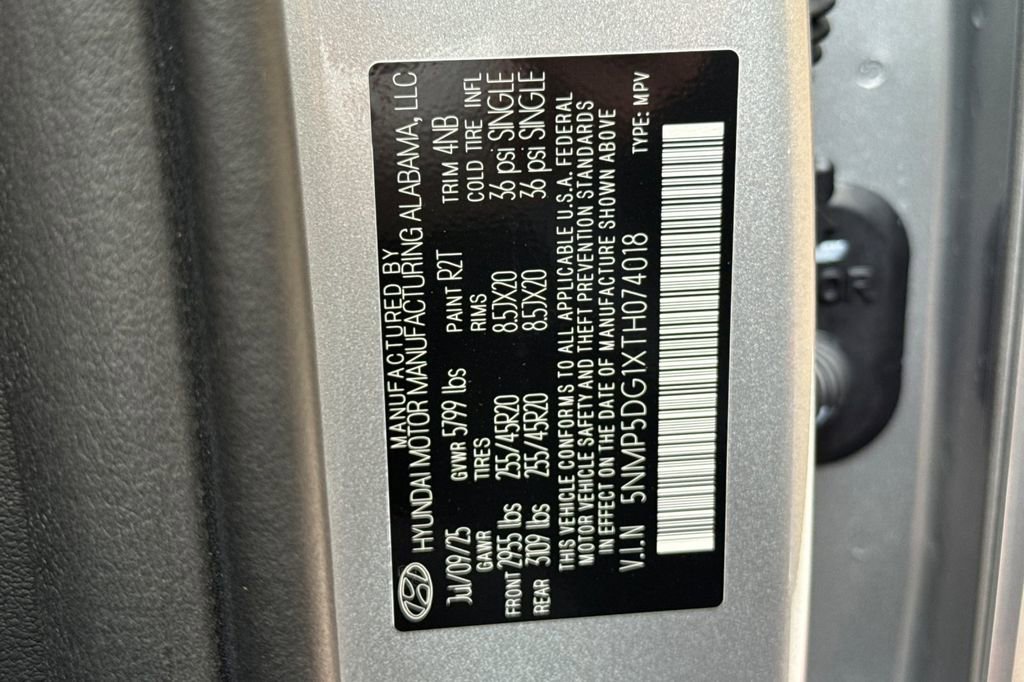 MANUFACTURED BY
HYUNDAI MOTOR MANUFACTURING ALABAMA, LLC
Jul/09/25 GVWR 5799 lbs PAINT R2T TRIM 4NB
GAWR TIRES RIMS COLD TIRE INFL
FRONT 2955 lbs 255/45R20 8.5JX20 36 psi SINGLE
REAR 3109 lbs 255/45R20 8.5JX20 36 psi SINGLE
THIS VEHICLE CONFORMS TO ALL APPLICABLE U.S.A. FEDERAL
MOTOR VEHICLE SAFETY AND THEFT PREVENTION STANDARDS
IN EFFECT ON THE DATE OF MANUFACTURE SHOWN ABOVE
V.I.N 5NMP5DG1XTH074018 TYPE: MPV